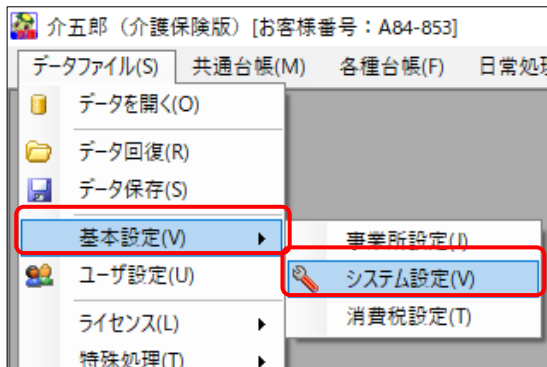 介五郎（介護保険版）[お客様番号：A84-853]
データファイル(S) 共通台帳(M) 各種台帳(F) 日常処
データを開く(O)
データ回復(R)
データ保存(S)
基本設定(V)
事業所設定(J)
ユーザ設定(U)
システム設定(V)
ライセンス(L)
消費税設定(T)
特殊処理(T)